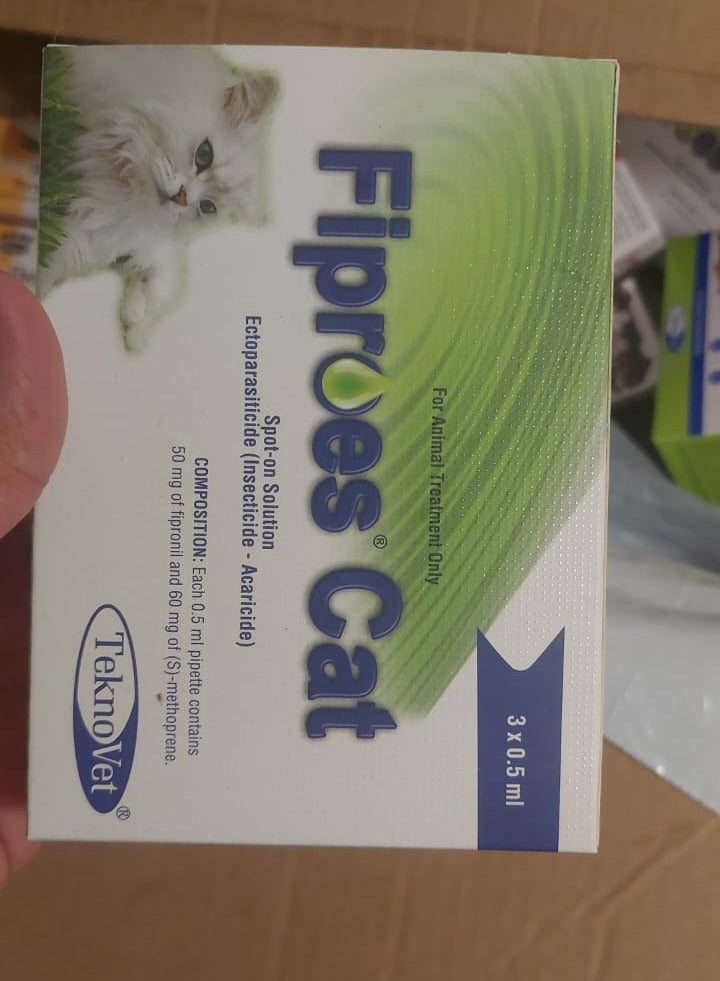 For Animal Treatment Only
3 x 0.5 ml
Fiproes® Cat
Spot-on Solution
Ectoparasiticide (Insecticide - Acaricide)
COMPOSITION: Each 0.5 ml pipette contains
50 mg of fipronil and 60 mg of (S)-methoprene.
TeknoVet®